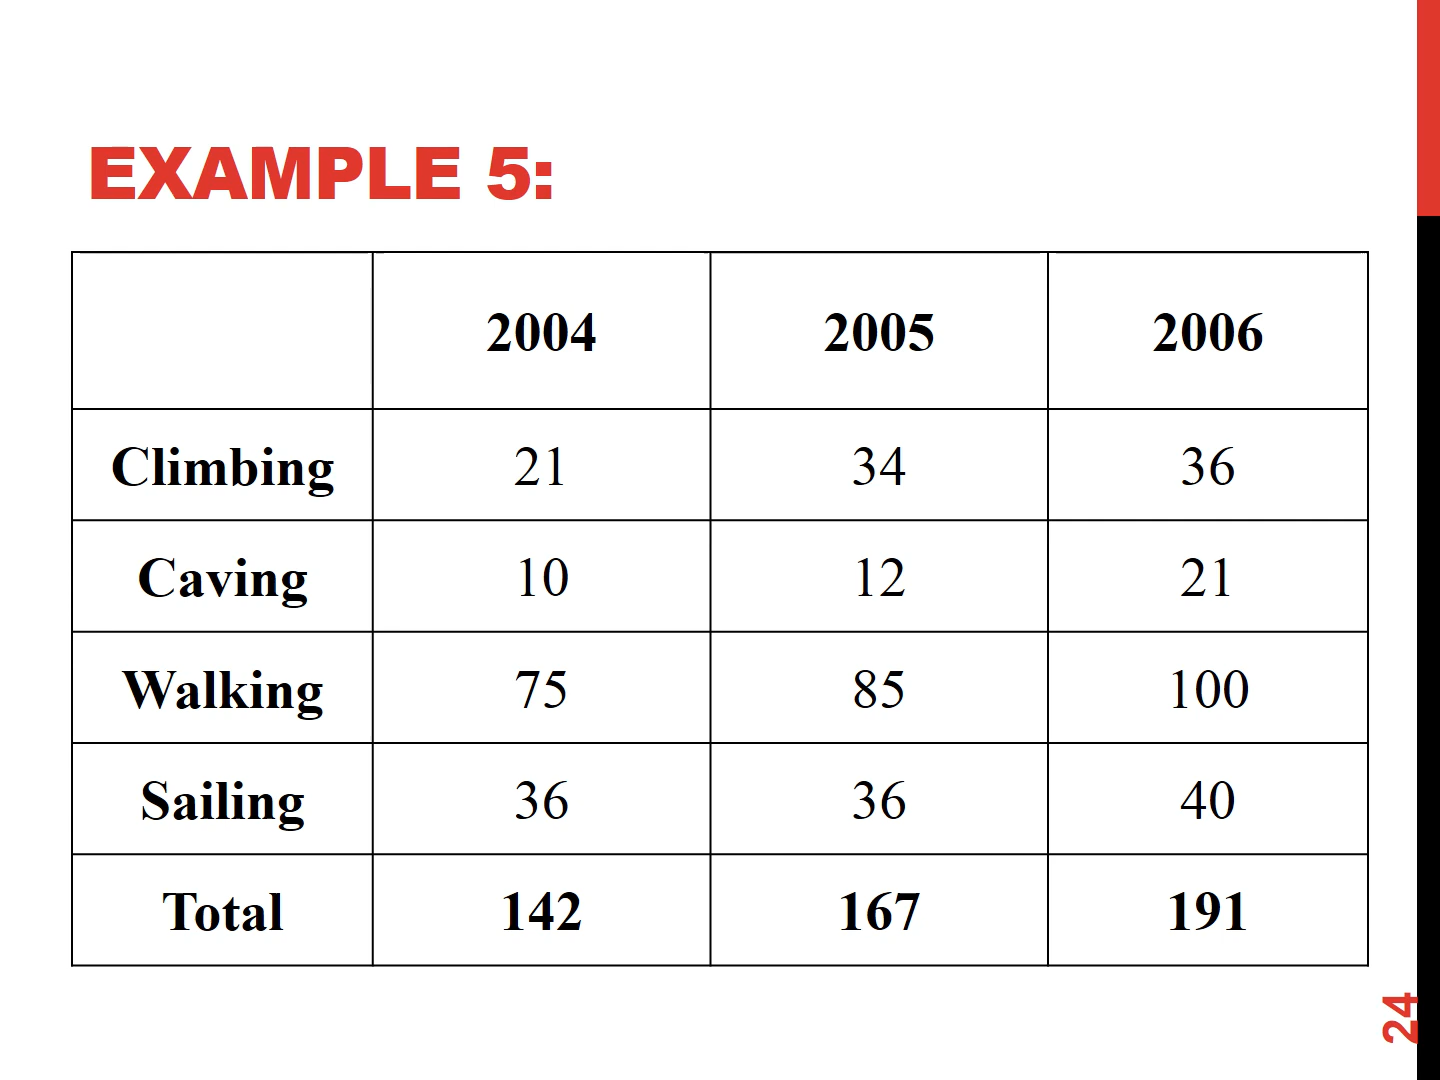 EXAMPLE 5:
2004 2005 2006
Climbing 21 34 36
Caving 10 12 21
Walking 75 85 100
Sailing 36 36 40
Total 142 167 191
24